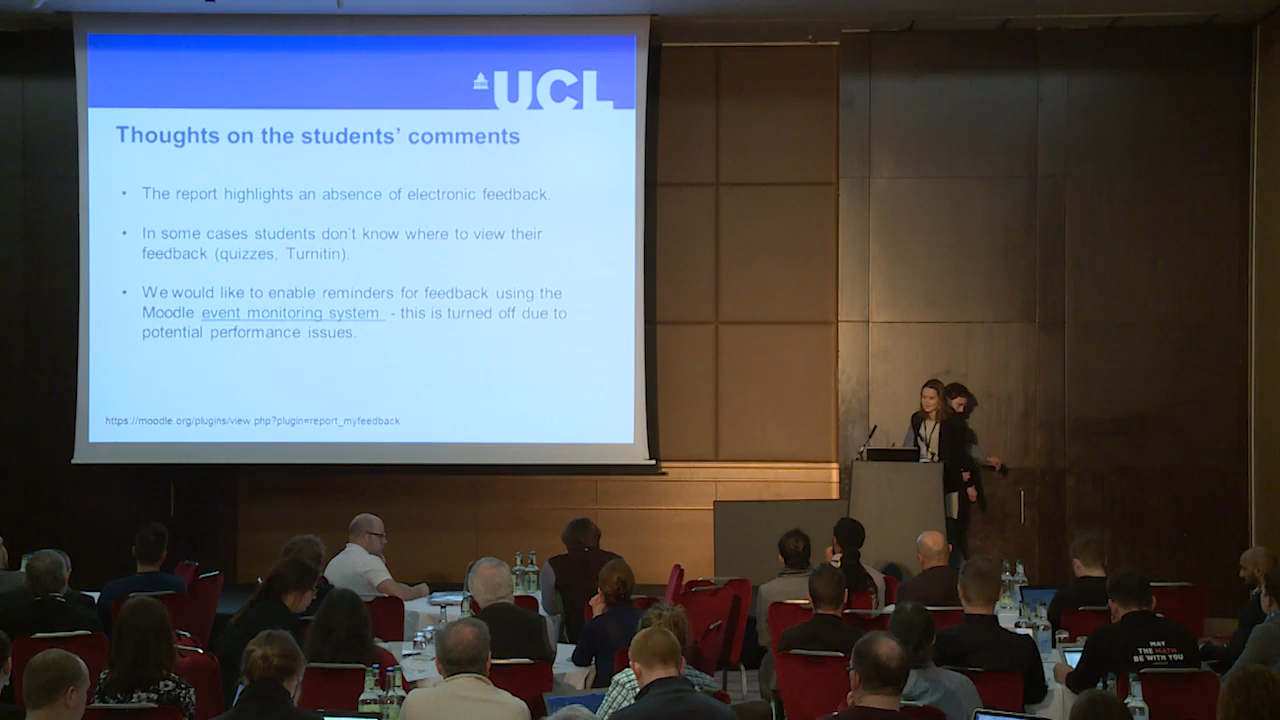 UCL
Thoughts on the students' comments
• The report highlights an absence of electronic feedback.
• In some cases students don't know where to view their
feedback (quizzes, Turnitin).
• We would like to enable reminders for feedback using the
Moodle event monitoring system - this is turned off due to
potential performance issues.
https://moodle.org/plugins/view.php?plugin=report_myfeedback
MAY
THE MATH
BE WITH YOU